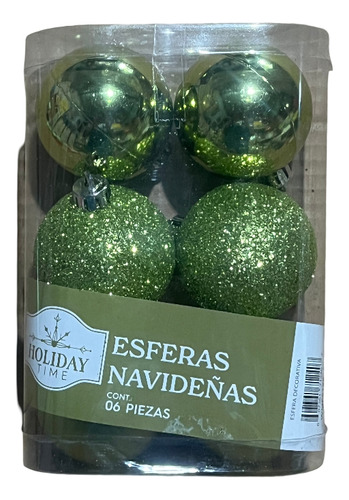 HOLIDAY
TIME
ESFERAS
NAVIDEÑAS
CONT.
06 PIEZAS
ESFERA DECORATIVA